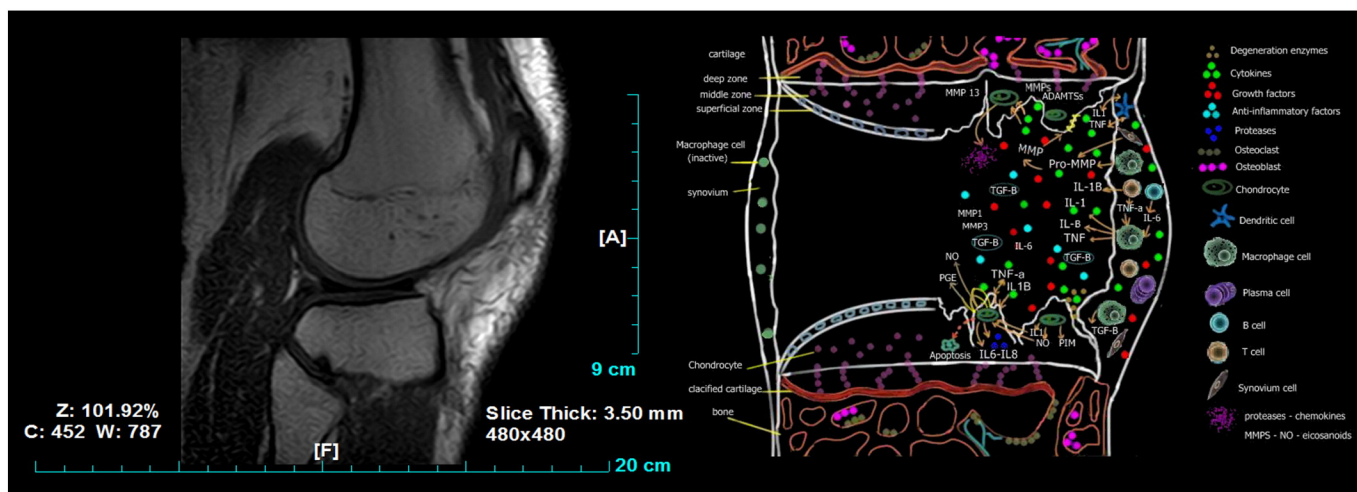 [A]
9 cm
Z: 101.92%
C: 452 W: 787
Slice Thick: 3.50 mm
480x480
[F]
20 cm
cartilage
deep zone
middle zone
superficial zone
Macrophage cell
(inactive)
synovium
Chondrocyte
clacified cartilage
bone
MMP 13
MMPs
ADAMTSs
IL1
TNF
MMP
Pro-MMP
TGF-B
IL-1B
MMP1
MMP3
IL-1
TNF-a
IL-6
IL-B
TGF-B
IL-6
TNF
TGF-B
NO
PGE
TNF-a
IL1B
IL1
TGF-B
Apoptosis
IL6-IL8
NO
PIM
Degeneration enzymes
Cytokines
Growth factors
Anti-inflammatory factors
Proteases
Osteoclast
Osteoblast
Chondrocyte
Dendritic cell
Macrophage cell
Plasma cell
B cell
T cell
Synovium cell
proteases - chemokines
MMPS - NO - eicosanoids